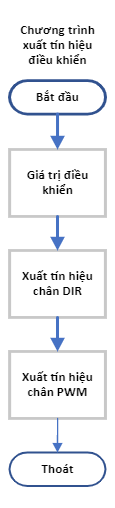 Chương trình
xuất tín hiệu
điều khiển
Bắt đầu
Giá trị điều
khiển
Xuất tín hiệu
chân DIR
Xuất tín hiệu
chân PWM
Thoát